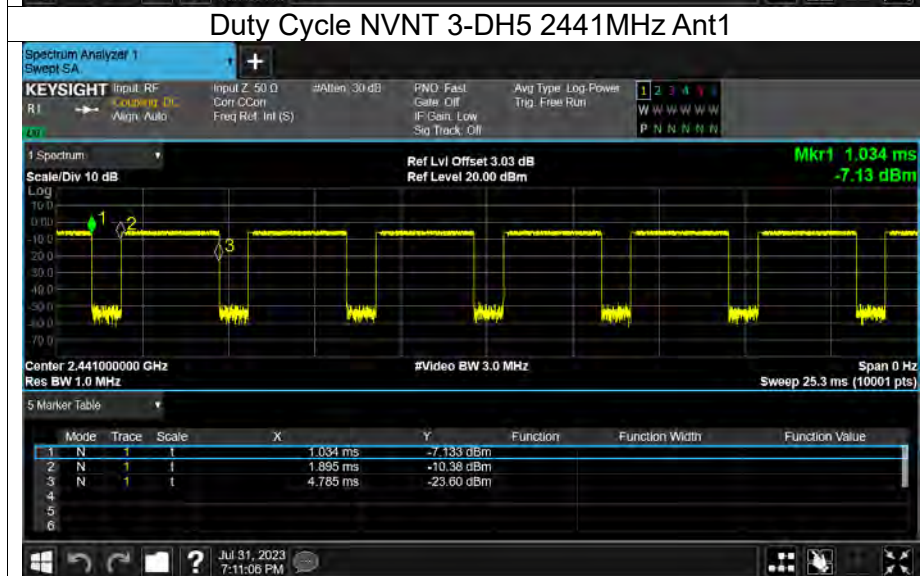 Duty Cycle NVNT 3-DH5 2441MHz Ant1
Spectrum Analyzer 1
Swept SA
+
KEYSIGHT Input: RF Input Z: 50 Ω #Atten: 30 dB PNO: Fast Avg Type: Log-Power 1 2 3 4 5 6
R1 Coupling: DC Corr CCorr Gate: Off Trig: Free Run W W W W W W
Align: Auto Freq Ref: Int (S) IF Gain: Low
Sig Track: Off P N N N N N
1 Spectrum Ref Lvl Offset 3.03 dB Mkr1 1.034 ms
Scale/Div 10 dB Ref Level 20.00 dBm -7.13 dBm
Log
10.0
0.00
-10.0
-20.0
-30.0
-40.0
-50.0
-60.0
-70.0
1 2 3
Center 2.441000000 GHz #Video BW 3.0 MHz Span 0 Hz
Res BW 1.0 MHz Sweep 25.3 ms (10001 pts)
5 Marker Table
Mode Trace Scale X Y Function Function Width Function Value
1 N 1 t 1.034 ms -7.133 dBm
2 N 1 t 1.895 ms -10.38 dBm
3 N 1 t 4.785 ms -23.60 dBm
4
5
6
? Jul 31, 2023
7:11:06 PM